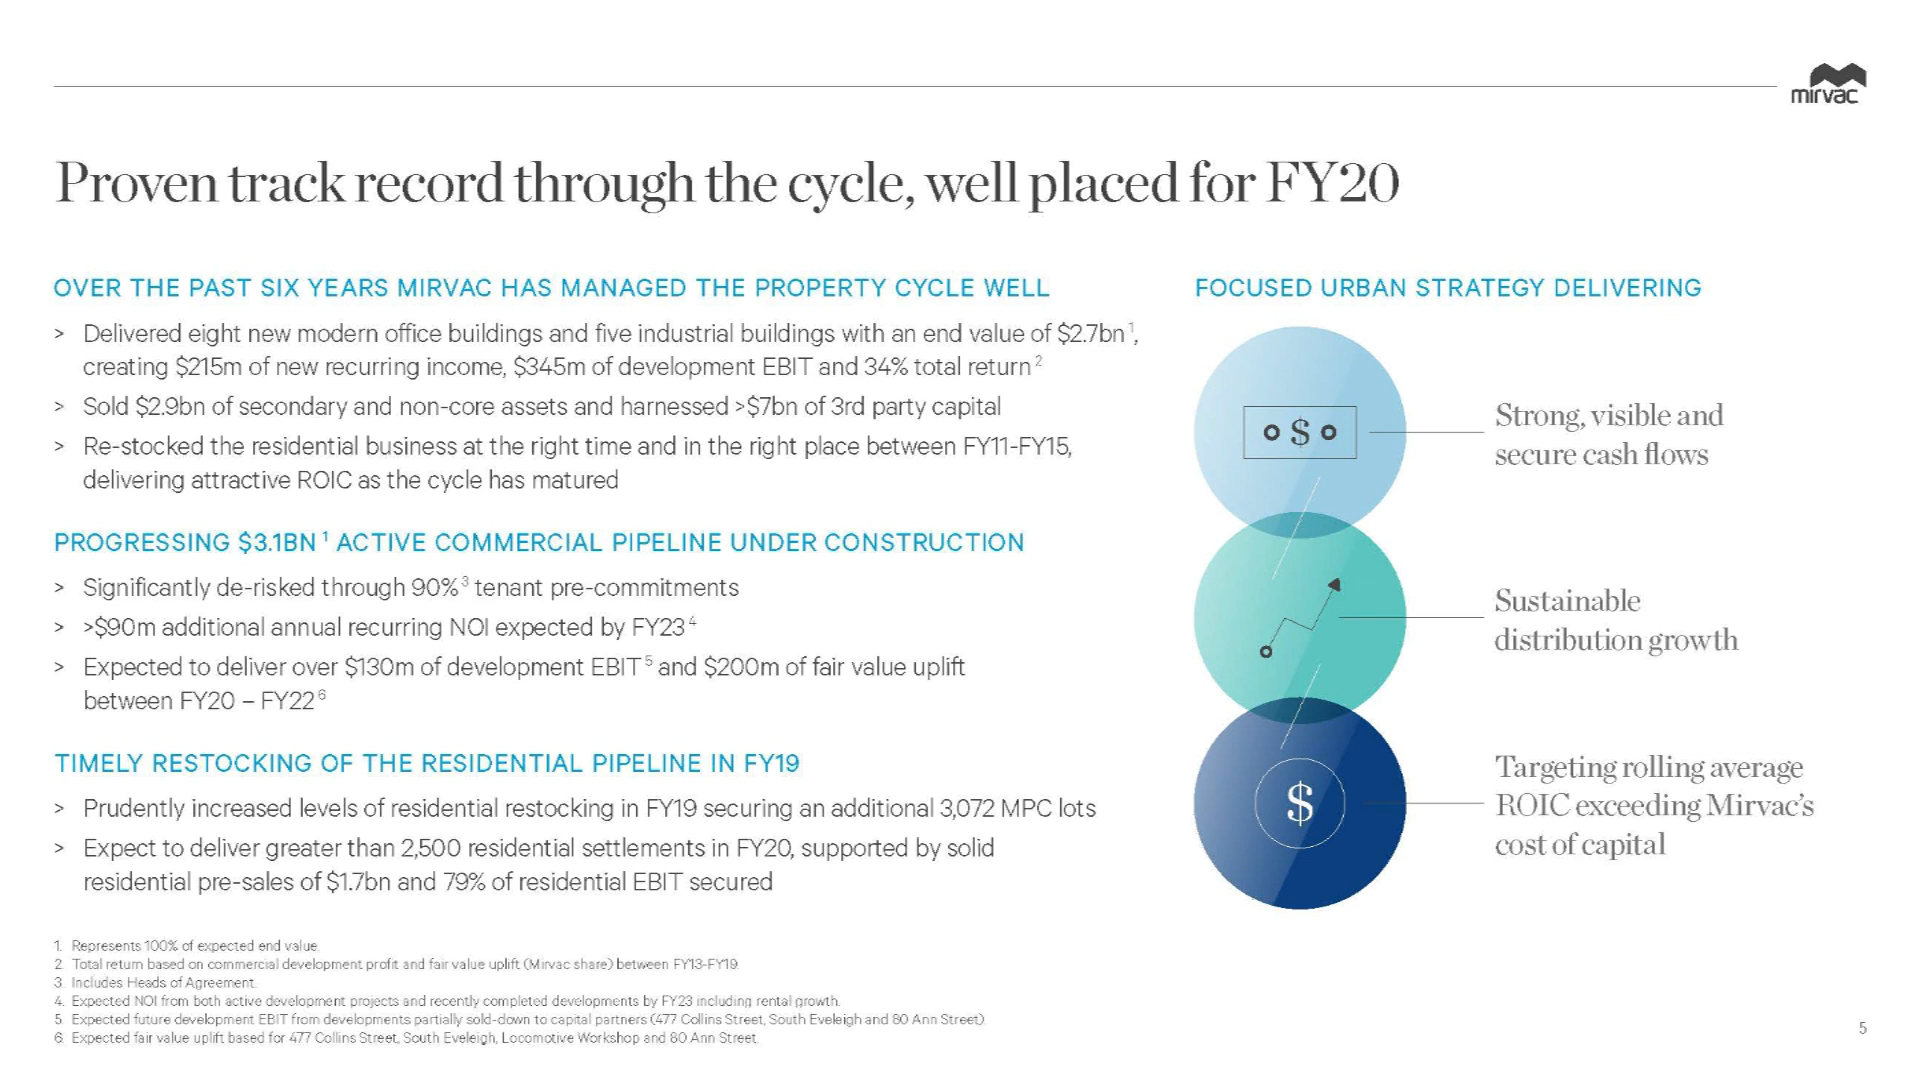 mirvac
Proven track record through the cycle, well placed for FY20
OVER THE PAST SIX YEARS MIRVAC HAS MANAGED THE PROPERTY CYCLE WELL
> Delivered eight new modern office buildings and five industrial buildings with an end value of $2.7bn¹,
creating $215m of new recurring income, $345m of development EBIT and 34% total return²
> Sold $2.9bn of secondary and non-core assets and harnessed >$7bn of 3rd party capital
> Re-stocked the residential business at the right time and in the right place between FY11-FY15,
delivering attractive ROIC as the cycle has matured
PROGRESSING $3.1BN¹ ACTIVE COMMERCIAL PIPELINE UNDER CONSTRUCTION
> Significantly de-risked through 90%³ tenant pre-commitments
> >$90m additional annual recurring NOI expected by FY23⁴
> Expected to deliver over $130m of development EBIT⁵ and $200m of fair value uplift
between FY20 – FY22⁶
TIMELY RESTOCKING OF THE RESIDENTIAL PIPELINE IN FY19
> Prudently increased levels of residential restocking in FY19 securing an additional 3,072 MPC lots
> Expect to deliver greater than 2,500 residential settlements in FY20, supported by solid
residential pre-sales of $1.7bn and 79% of residential EBIT secured
FOCUSED URBAN STRATEGY DELIVERING
$
Strong, visible and
secure cash flows
Sustainable
distribution growth
$
Targeting rolling average
ROIC exceeding Mirvac's
cost of capital
1. Represents 100% of expected end value.
2. Total return based on commercial development profit and fair value uplift (Mirvac share) between FY13-FY19.
3. Includes Heads of Agreement.
4. Expected NOI from both active development projects and recently completed developments by FY23 including rental growth.
5. Expected future development EBIT from developments partially sold-down to capital partners (477 Collins Street, South Eveleigh and 80 Ann Street)
6. Expected fair value uplift based for 477 Collins Street, South Eveleigh, Locomotive Workshop and 80 Ann Street.
5